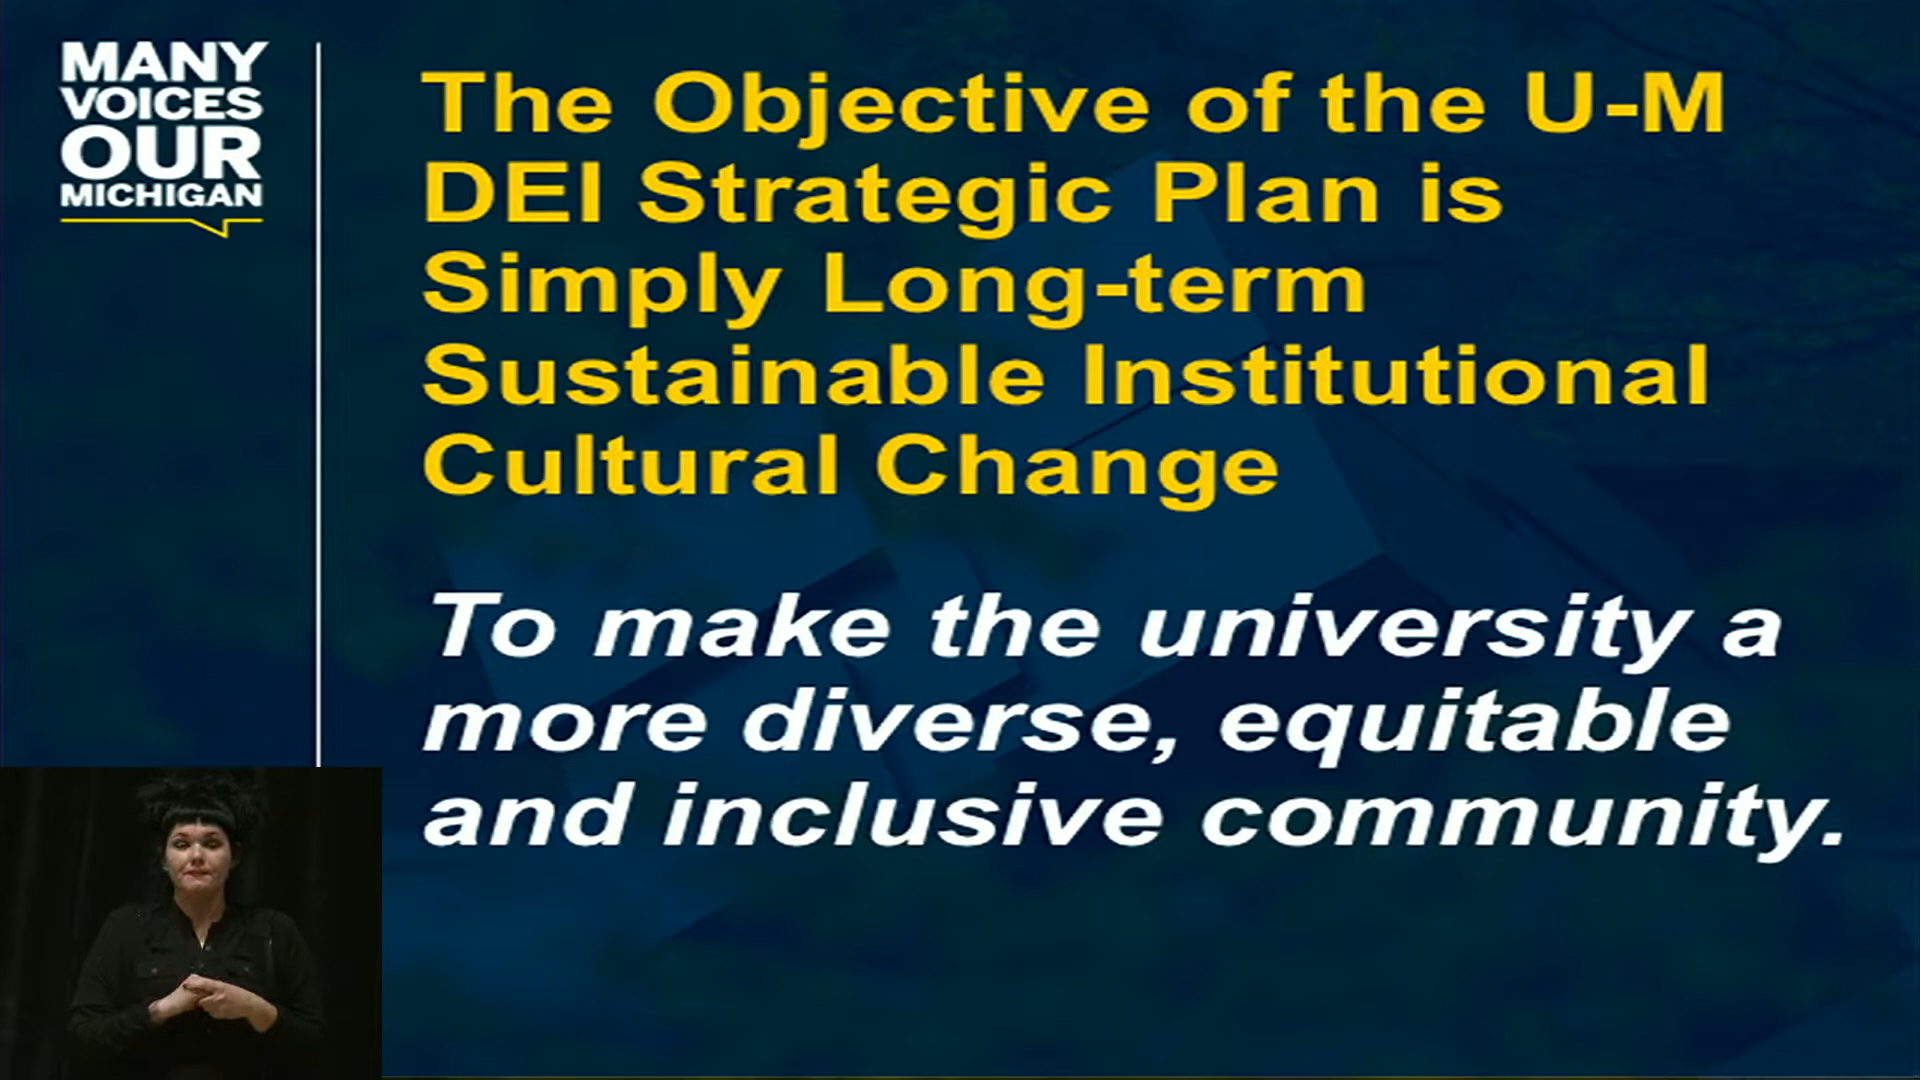 MANY
VOICES
OUR
MICHIGAN
The Objective of the U-M
DEI Strategic Plan is
Simply Long-term
Sustainable Institutional
Cultural Change
To make the university a
more diverse, equitable
and inclusive community.